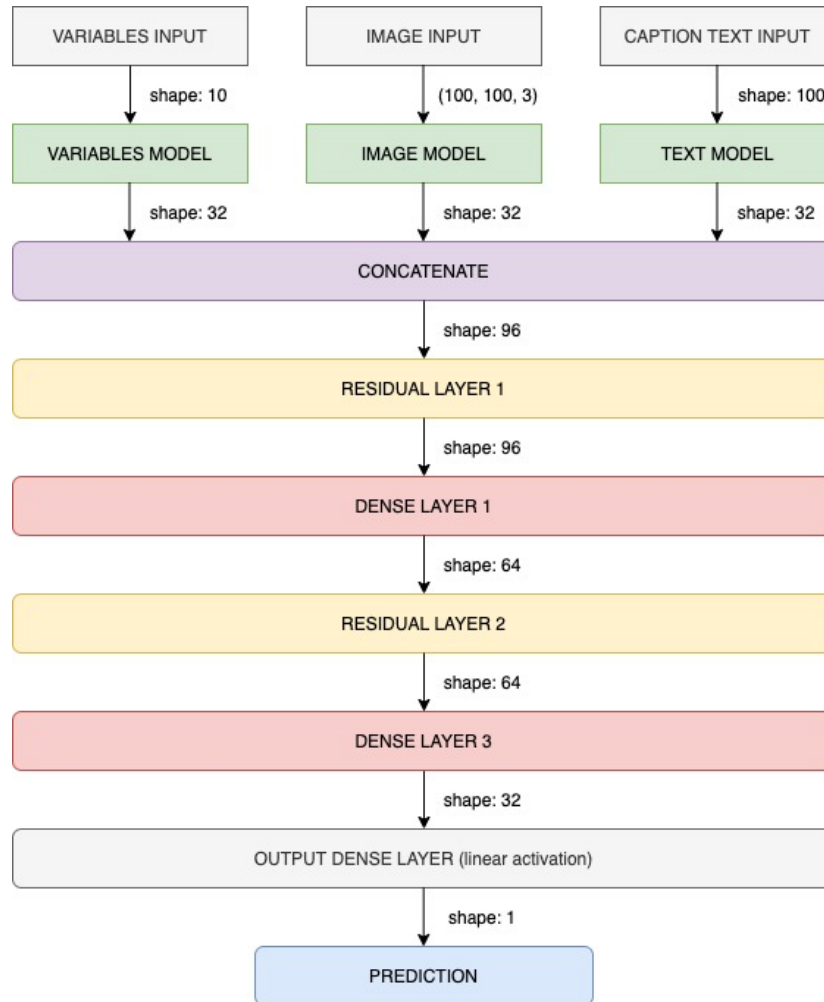 VARIABLES INPUT
IMAGE INPUT
CAPTION TEXT INPUT
shape: 10
(100, 100, 3)
shape: 100
VARIABLES MODEL
IMAGE MODEL
TEXT MODEL
shape: 32
shape: 32
shape: 32
CONCATENATE
shape: 96
RESIDUAL LAYER 1
shape: 96
DENSE LAYER 1
shape: 64
RESIDUAL LAYER 2
shape: 64
DENSE LAYER 3
shape: 32
OUTPUT DENSE LAYER (linear activation)
shape: 1
PREDICTION